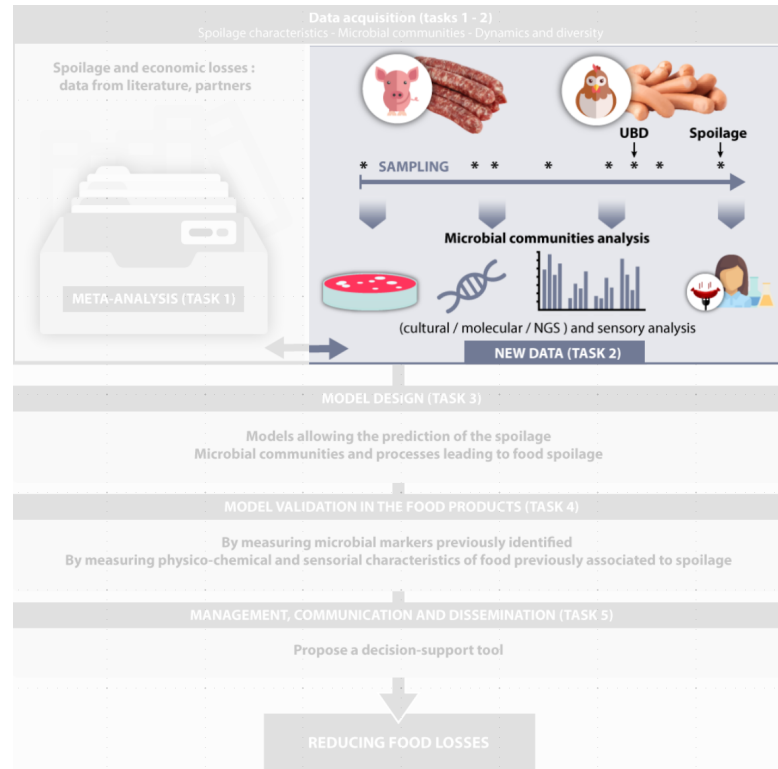 Data acquisition (tasks 1 - 2)
Spoilage characteristics - Microbial communities - Dynamics and diversity
Spoilage and economic losses :
data from literature, partners
META-ANALYSIS (TASK 1)
UBD
Spoilage
* SAMPLING * * * * * * *
Microbial communities analysis
(cultural / molecular / NGS ) and sensory analysis
NEW DATA (TASK 2)
MODEL DESIGN (TASK 3)
Models allowing the prediction of the spoilage
Microbial communities and processes leading to food spoilage
MODEL VALIDATION IN THE FOOD PRODUCTS (TASK 4)
By measuring microbial markers previously identified
By measuring physico-chemical and sensorial characteristics of food previously associated to spoilage
MANAGEMENT, COMMUNICATION AND DISSEMINATION (TASK 5)
Propose a decision-support tool
REDUCING FOOD LOSSES